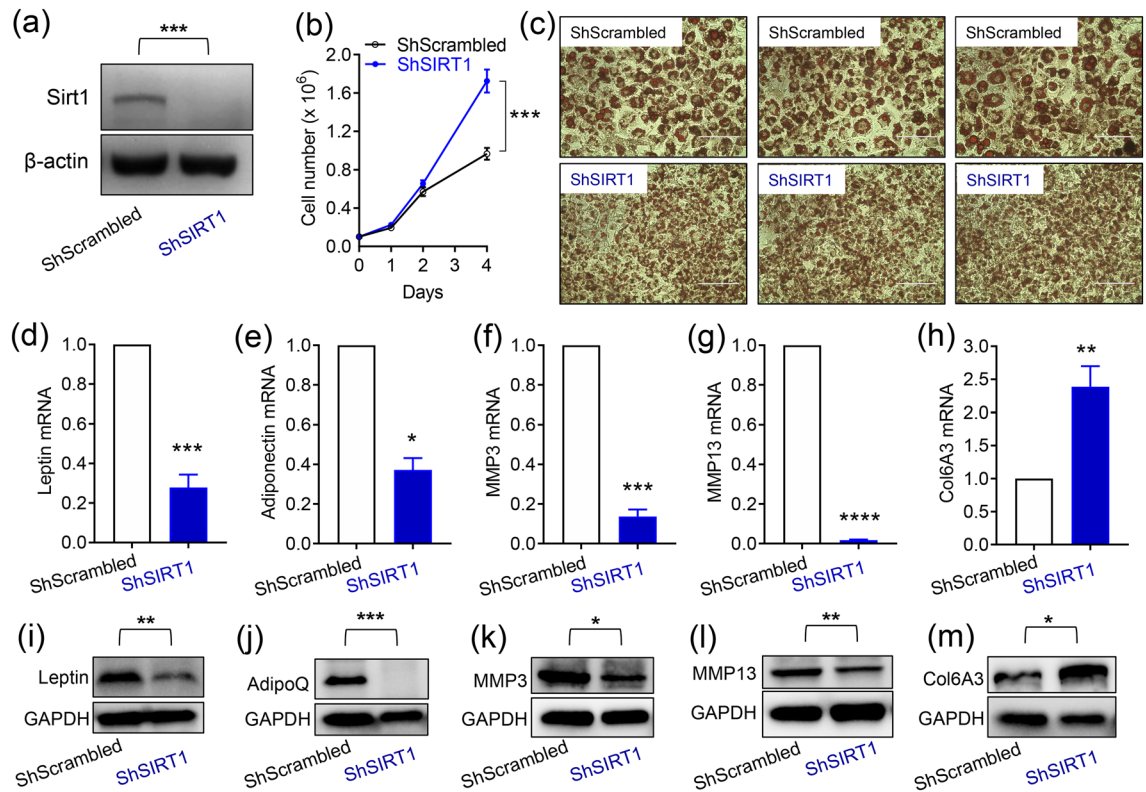 (a)
***
Sirt1
β-actin
ShScrambled
ShSIRT1
(b)
ShScrambled
ShSIRT1
Cell number (x 10⁶)
2.0
1.6
1.2
0.8
0.4
0.0
***
0 1 2 3 4
Days
(c)
ShScrambled
ShScrambled
ShScrambled
ShSIRT1
ShSIRT1
ShSIRT1
(d)
Leptin mRNA
1.0
0.8
0.6
0.4
0.2
0.0
***
ShScrambled
ShSIRT1
(e)
Adiponectin mRNA
1.0
0.8
0.6
0.4
0.2
0.0
*
ShScrambled
ShSIRT1
(f)
MMP3 mRNA
1.0
0.8
0.6
0.4
0.2
0.0
***
ShScrambled
ShSIRT1
(g)
MMP13 mRNA
1.0
0.8
0.6
0.4
0.2
0.0
****
ShScrambled
ShSIRT1
(h)
Col6A3 mRNA
3.0
2.5
2.0
1.5
1.0
0.5
0.0
**
ShScrambled
ShSIRT1
(i)
**
Leptin
GAPDH
ShScrambled
ShSIRT1
(j)
***
AdipoQ
GAPDH
ShScrambled
ShSIRT1
(k)
*
MMP3
GAPDH
ShScrambled
ShSIRT1
(l)
**
MMP13
GAPDH
ShScrambled
ShSIRT1
(m)
*
Col6A3
GAPDH
ShScrambled
ShSIRT1